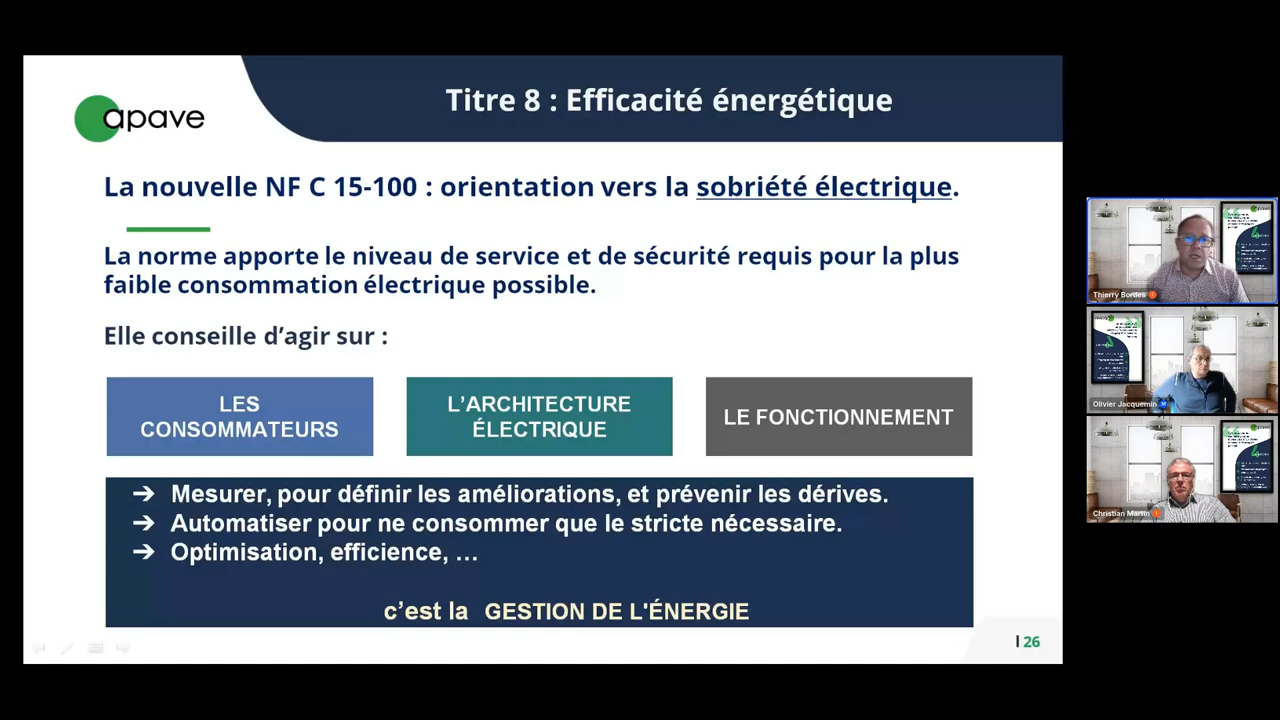 apave
Titre 8 : Efficacité énergétique
La nouvelle NF C 15-100 : orientation vers la sobriété électrique.
La norme apporte le niveau de service et de sécurité requis pour la plus
faible consommation électrique possible.
Elle conseille d’agir sur :
LES
CONSOMMATEURS
L’ARCHITECTURE
ÉLECTRIQUE
LE FONCTIONNEMENT
➔ Mesurer, pour définir les améliorations, et prévenir les dérives.
➔ Automatiser pour ne consommer que le stricte nécessaire.
➔ Optimisation, efficience, …
c’est la GESTION DE L'ÉNERGIE
26
Thierry Bordes
Olivier Jacquemin
Christian Martin